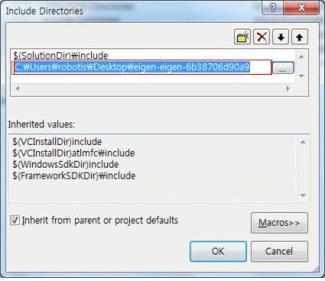 Include Directories
$(SolutionDir)₩include
C:₩Users₩robotis₩Desktop₩eigen-eigen-6b38706d90a9
...
Inherited values:
$(VCInstallDir)include
$(VCInstallDir)atlmfc₩include
$(WindowsSdkDir)include
$(FrameworkSDKDir)₩include
Inherit from parent or project defaults
Macros>>
OK
Cancel